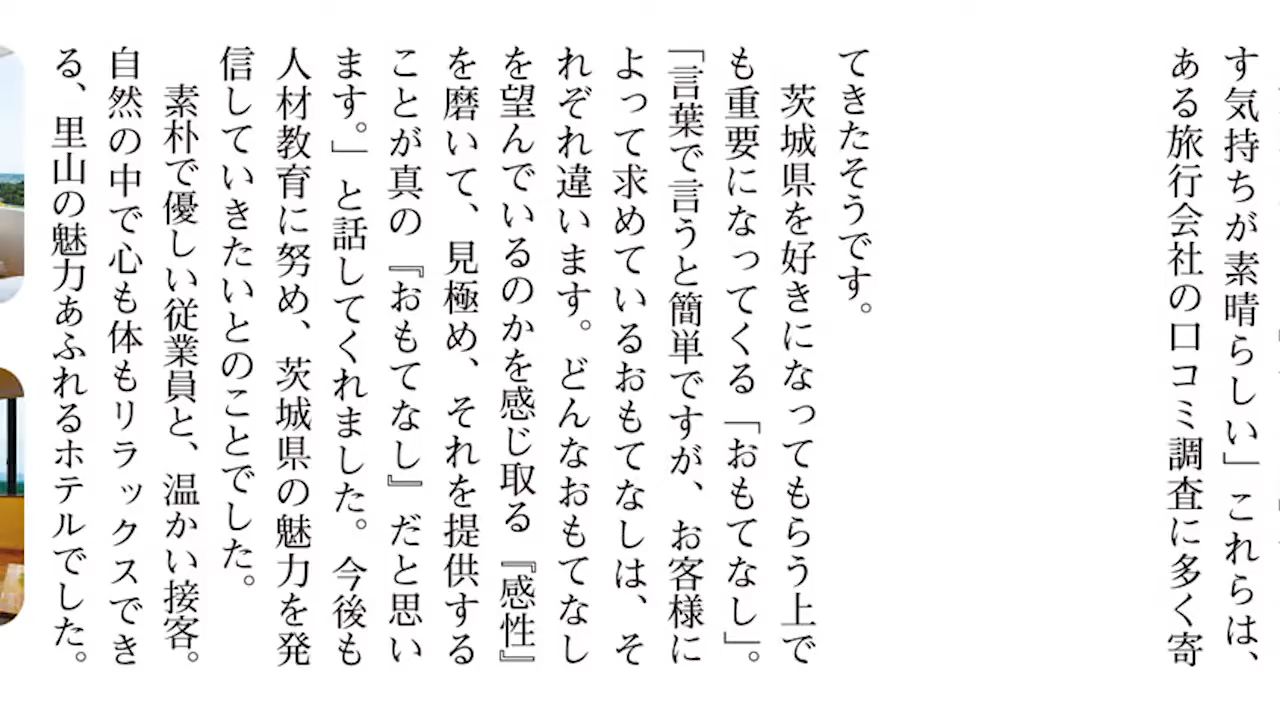 す気持ちが素晴らしい」これらは、
ある旅行会社の口コミ調査に多く寄
てきたそうです。
茨城県を好きになってもらう上で
も重要になってくる「おもてなし」。
「言葉で言うと簡単ですが、お客様に
よって求めているおもてなしは、そ
れぞれ違います。どんなおもてなし
を望んでいるのかを感じ取る『感性』
を磨いて、見極め、それを提供する
ことが真の『おもてなし』だと思い
ます。」と話してくれました。今後も
人材教育に努め、茨城県の魅力を発
信していきたいとのことでした。
素朴で優しい従業員と、温かい接客。
自然の中で心も体もリラックスでき
る、里山の魅力あふれるホテルでした。